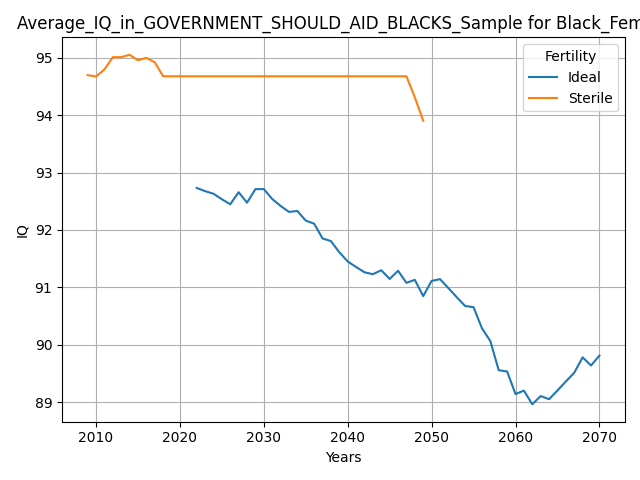 Average_IQ_in_GOVERNMENT_SHOULD_AID_BLACKS_Sample for Black_Fem
Fertility
Ideal
Sterile
95
94
93
92
91
90
89
IQ
2010 2020 2030 2040 2050 2060 2070
Years